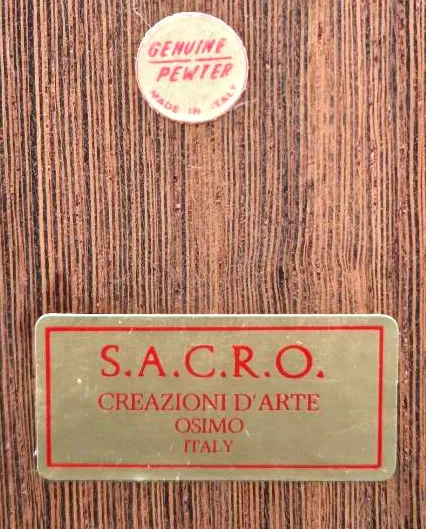 GENUINE
PEWTER
MADE IN ITALY
S.A.C.R.O.
CREAZIONI D'ARTE
OSIMO
ITALY